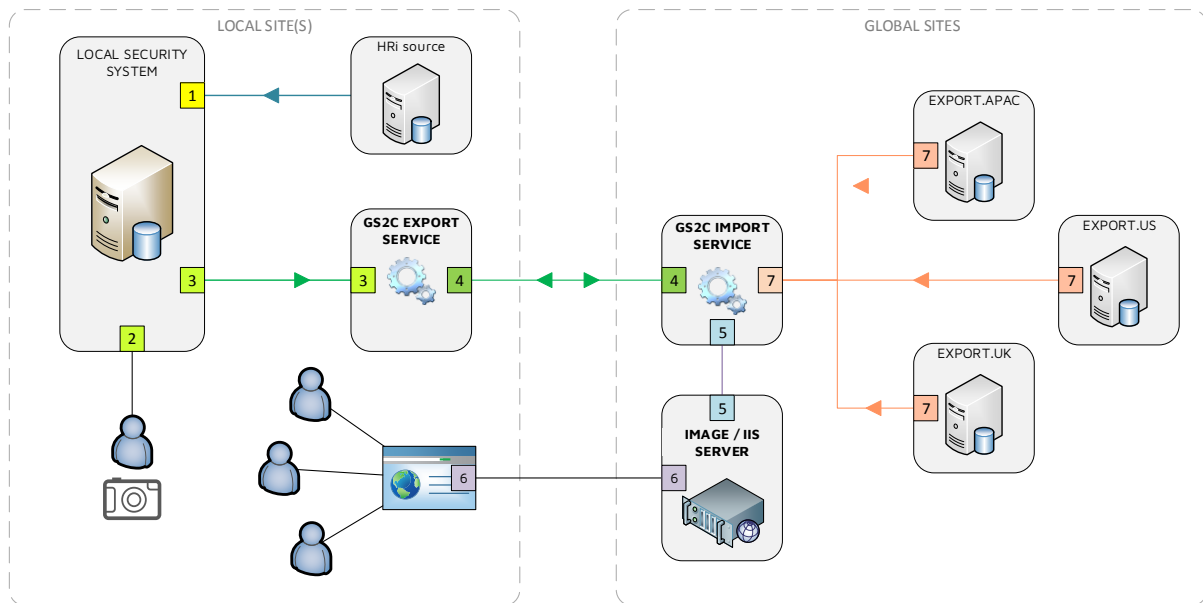 LOCAL SITE(S)
GLOBAL SITES
LOCAL SECURITY
SYSTEM
HRi source
1
EXPORT.APAC
7
GS2C EXPORT
SERVICE
GS2C IMPORT
SERVICE
EXPORT.US
3
3
4
4
7
7
2
5
EXPORT.UK
5
7
IMAGE / IIS
SERVER
6
6